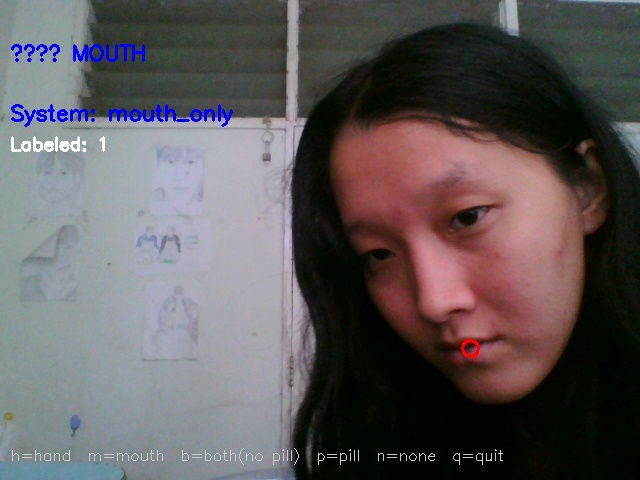 ???? MOUTH
System: mouth_only
Labeled: 1
h=hand m=mouth b=both(no pill) p=pill n=none q=quit